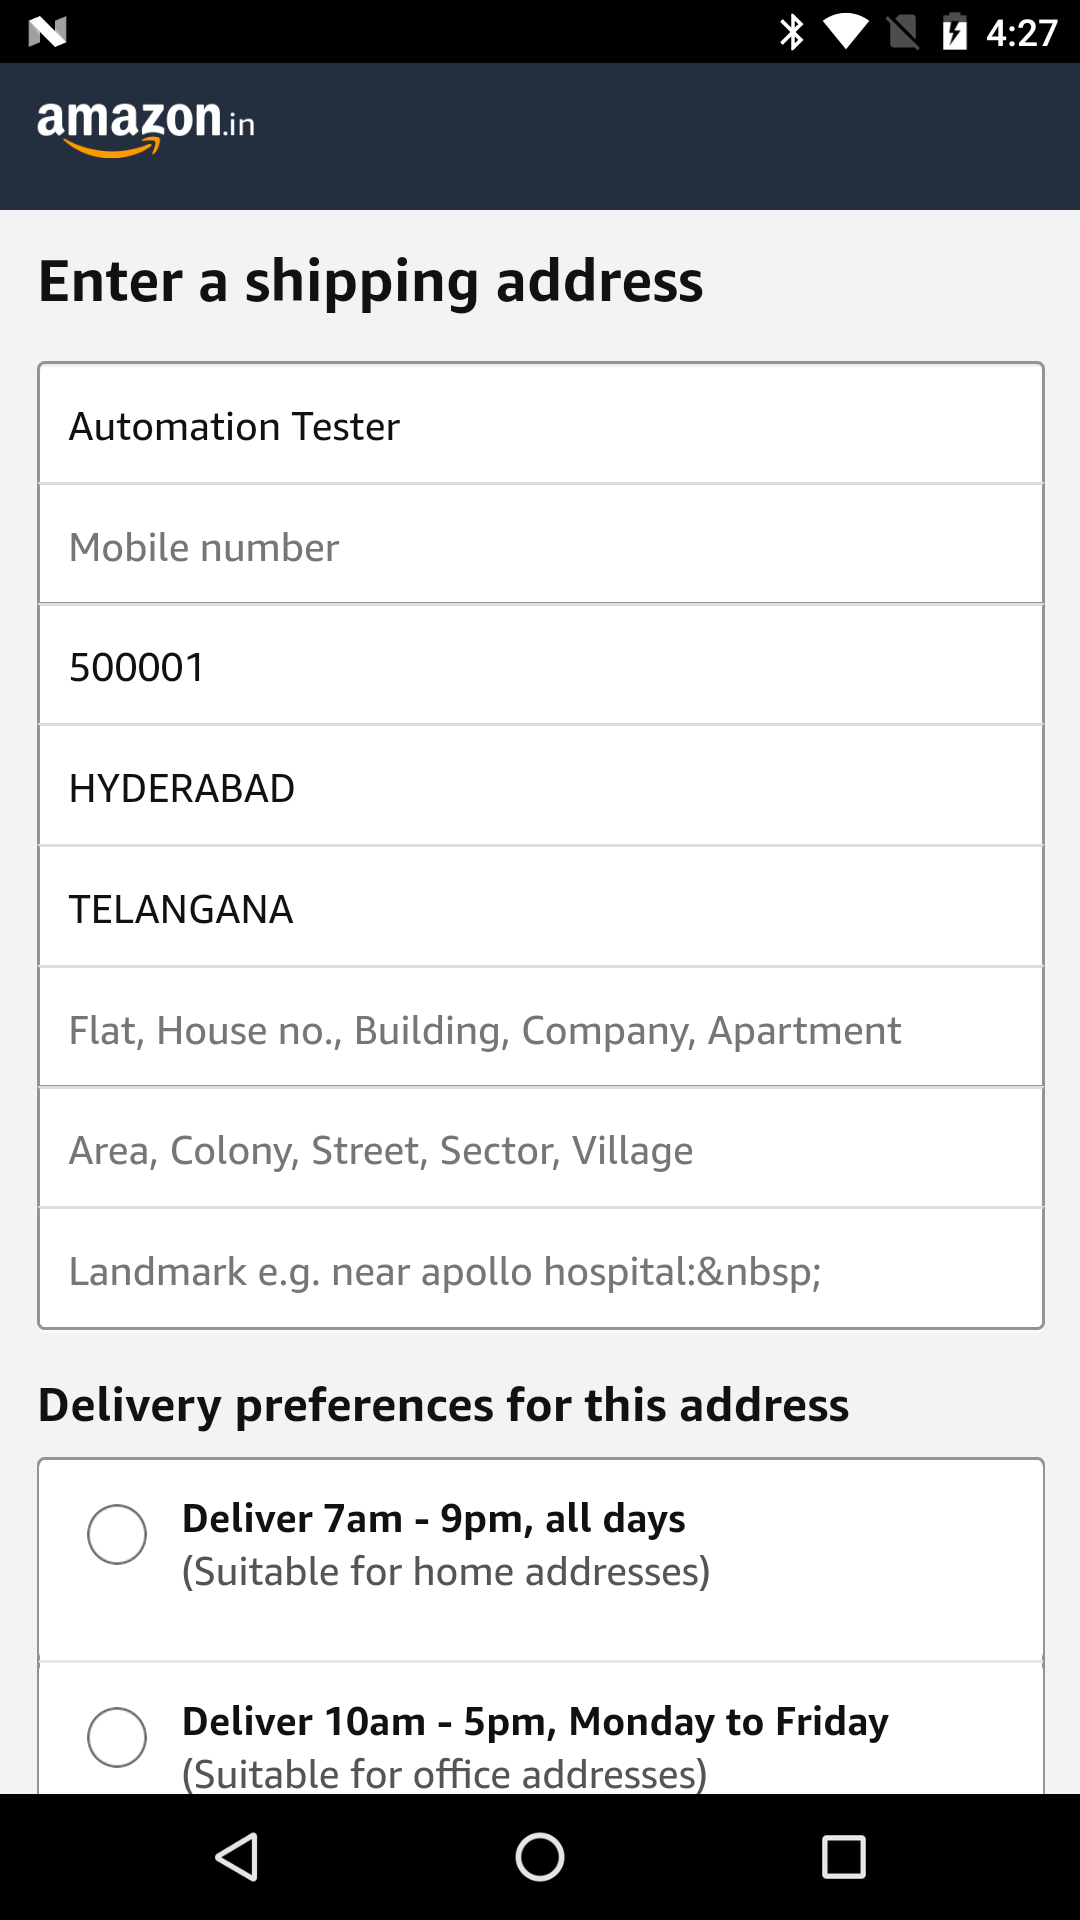 4:27
amazon.in
Enter a shipping address
Automation Tester
Mobile number
500001
HYDERABAD
TELANGANA
Flat, House no., Building, Company, Apartment
Area, Colony, Street, Sector, Village
Landmark e.g. near apollo hospital:&nbsp;
Delivery preferences for this address
Deliver 7am - 9pm, all days
(Suitable for home addresses)
Deliver 10am - 5pm, Monday to Friday
(Suitable for office addresses)